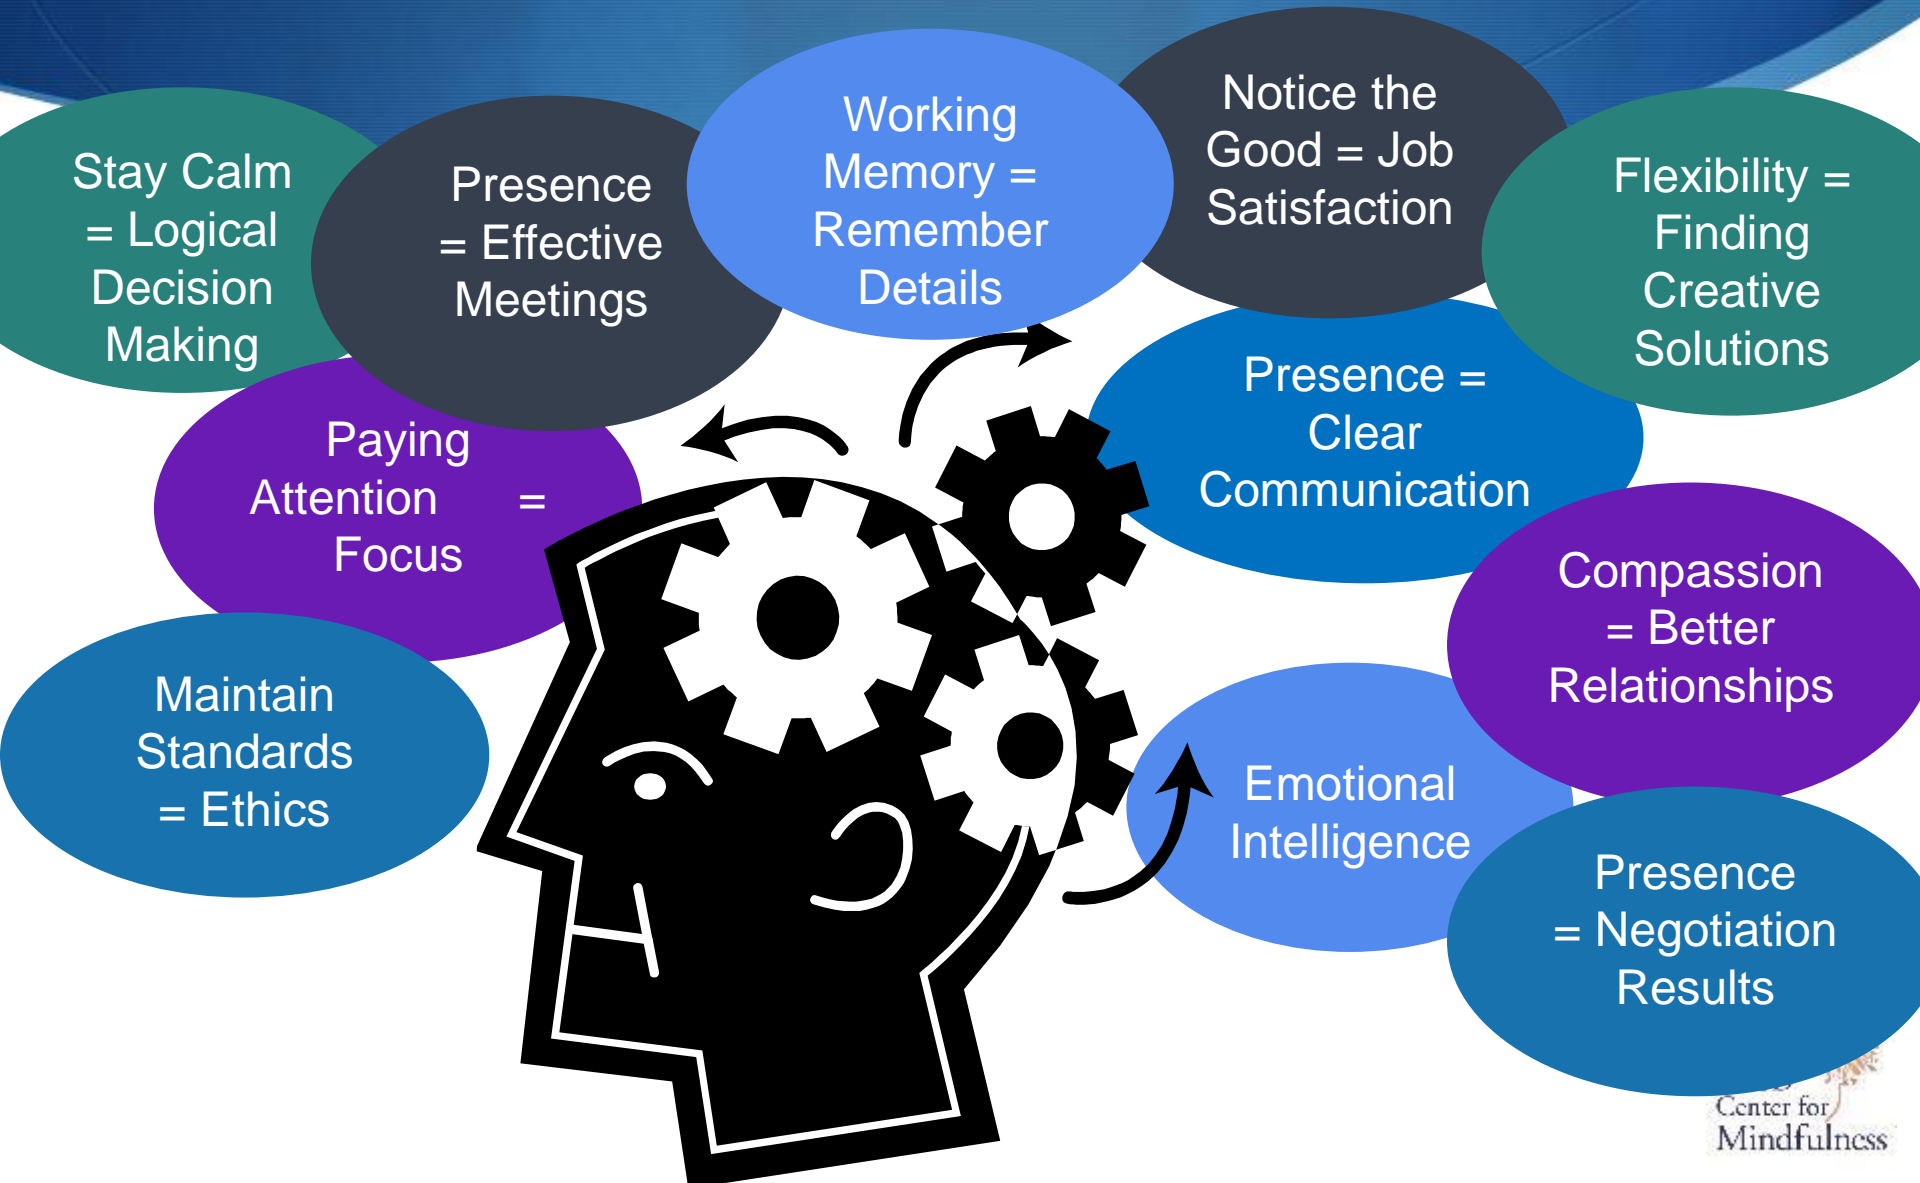 Stay Calm
= Logical
Decision
Making
Presence
= Effective
Meetings
Working
Memory =
Remember
Details
Notice the
Good = Job
Satisfaction
Flexibility =
Finding
Creative
Solutions
Paying
Attention =
Focus
Presence =
Clear
Communication
Maintain
Standards
= Ethics
Emotional
Intelligence
Compassion
= Better
Relationships
Presence
= Negotiation
Results
Center for
Mindfulness